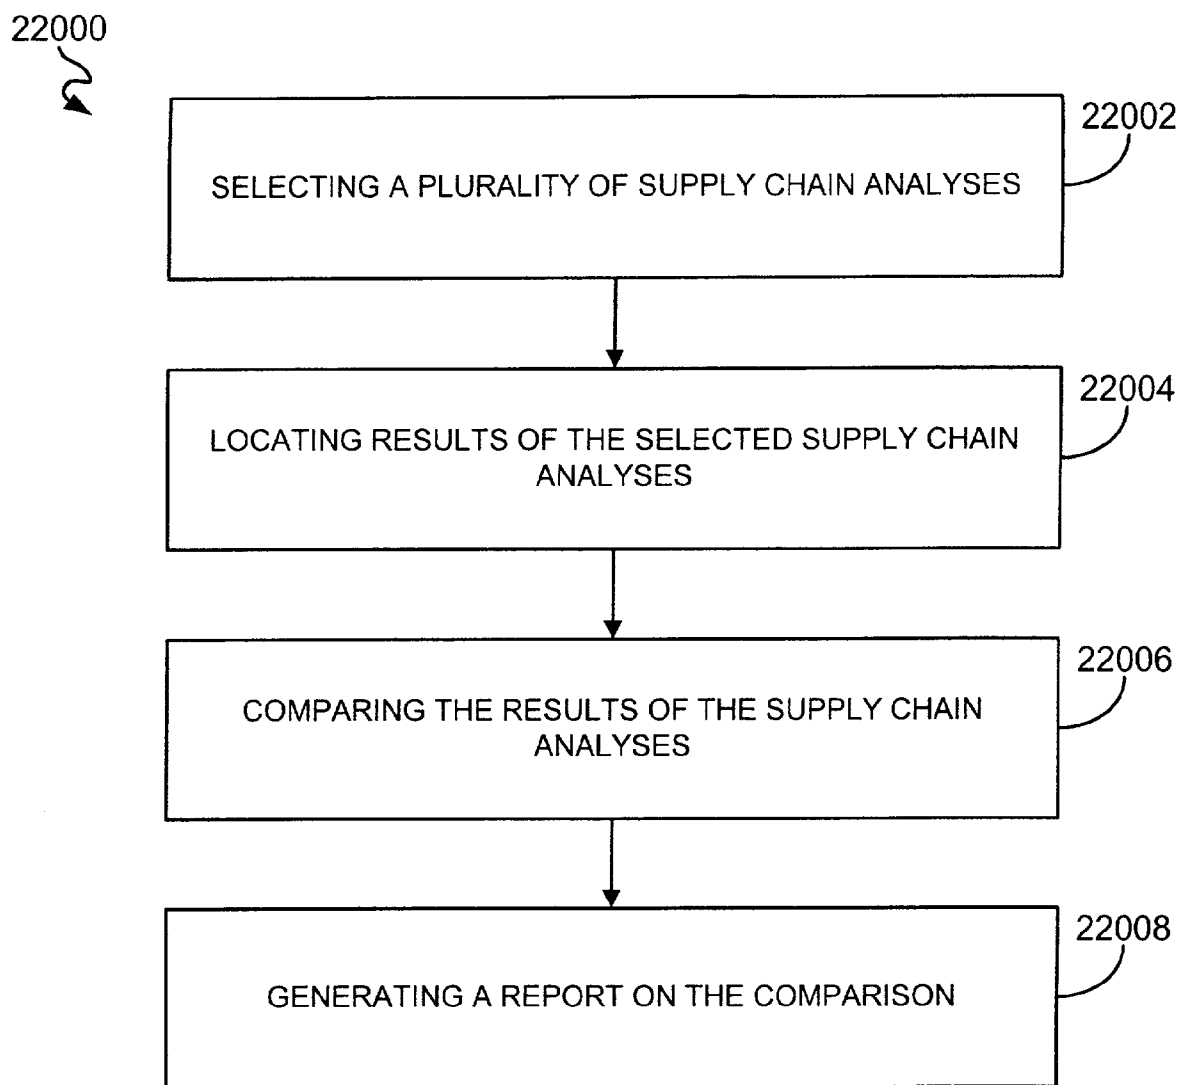 22000
22002
SELECTING A PLURALITY OF SUPPLY CHAIN ANALYSES
22004
LOCATING RESULTS OF THE SELECTED SUPPLY CHAIN
ANALYSES
22006
COMPARING THE RESULTS OF THE SUPPLY CHAIN
ANALYSES
22008
GENERATING A REPORT ON THE COMPARISON